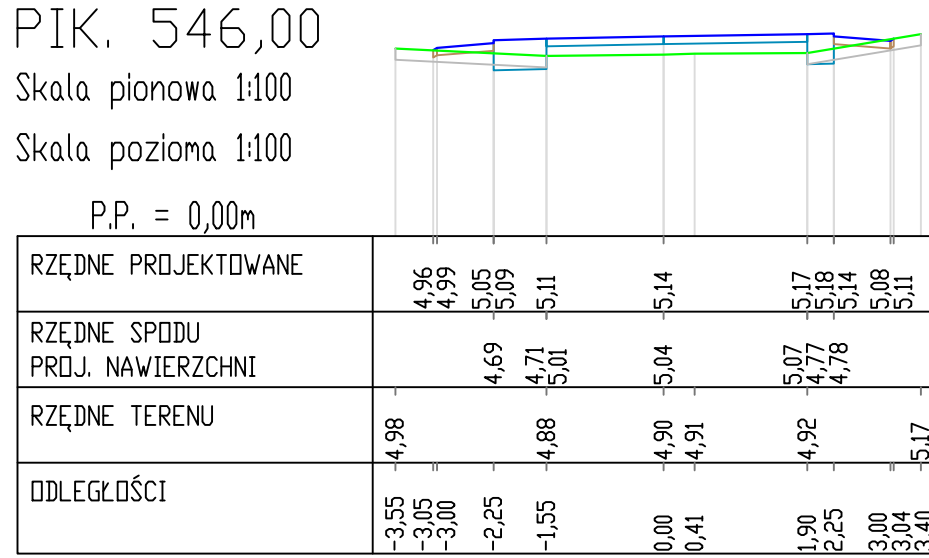 PIK. 546,00
Skala pionowa 1:100
Skala pozioma 1:100
P.P. = 0,00m
RZĘDNE PROJEKTOWANE
4,96 4,99 5,05 5,09 5,11 5,14 5,17 5,18 5,14 5,08 5,11
RZĘDNE SPODU
PROJ. NAWIERZCHNI
4,69 4,71 5,01 5,04 5,07 4,77 4,78
RZĘDNE TERENU
4,98 4,88 4,90 4,91 4,92 5,17
ODLEGŁOŚCI
-3,55 -3,05 -3,00 -2,25 -1,55 0,00 0,41 1,90 2,25 3,00 3,04 3,40